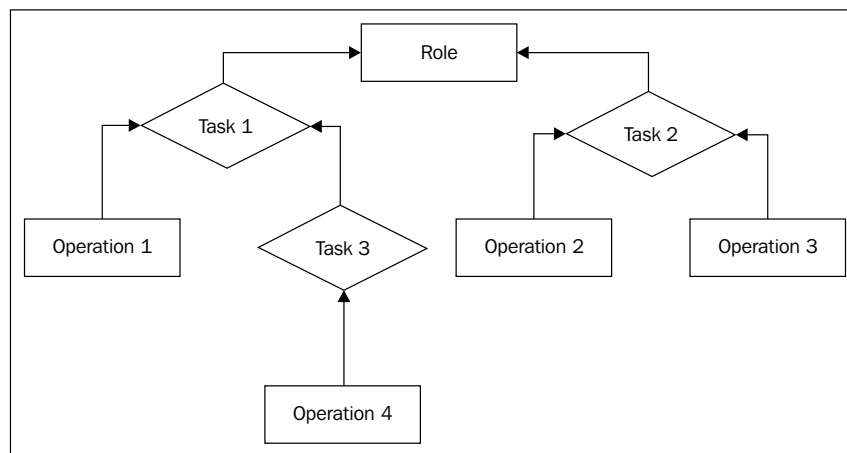 Role
Task 1
Task 2
Operation 1
Task 3
Operation 2
Operation 3
Operation 4